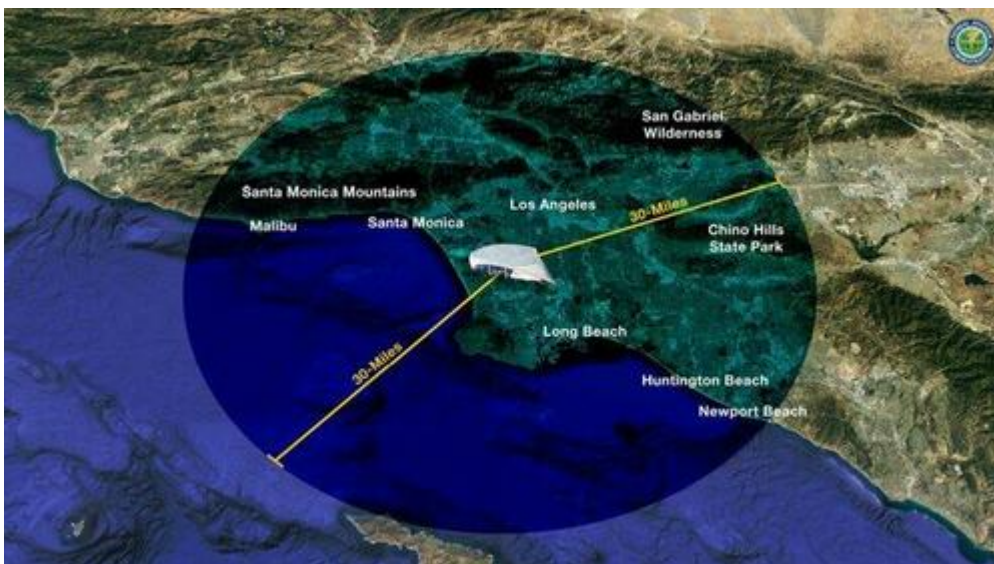 San Gabriel
Wilderness
Santa Monica Mountains
Los Angeles
30-Miles
Malibu
Santa Monica
Chino Hills
State Park
Long Beach
30-Miles
Huntington Beach
Newport Beach